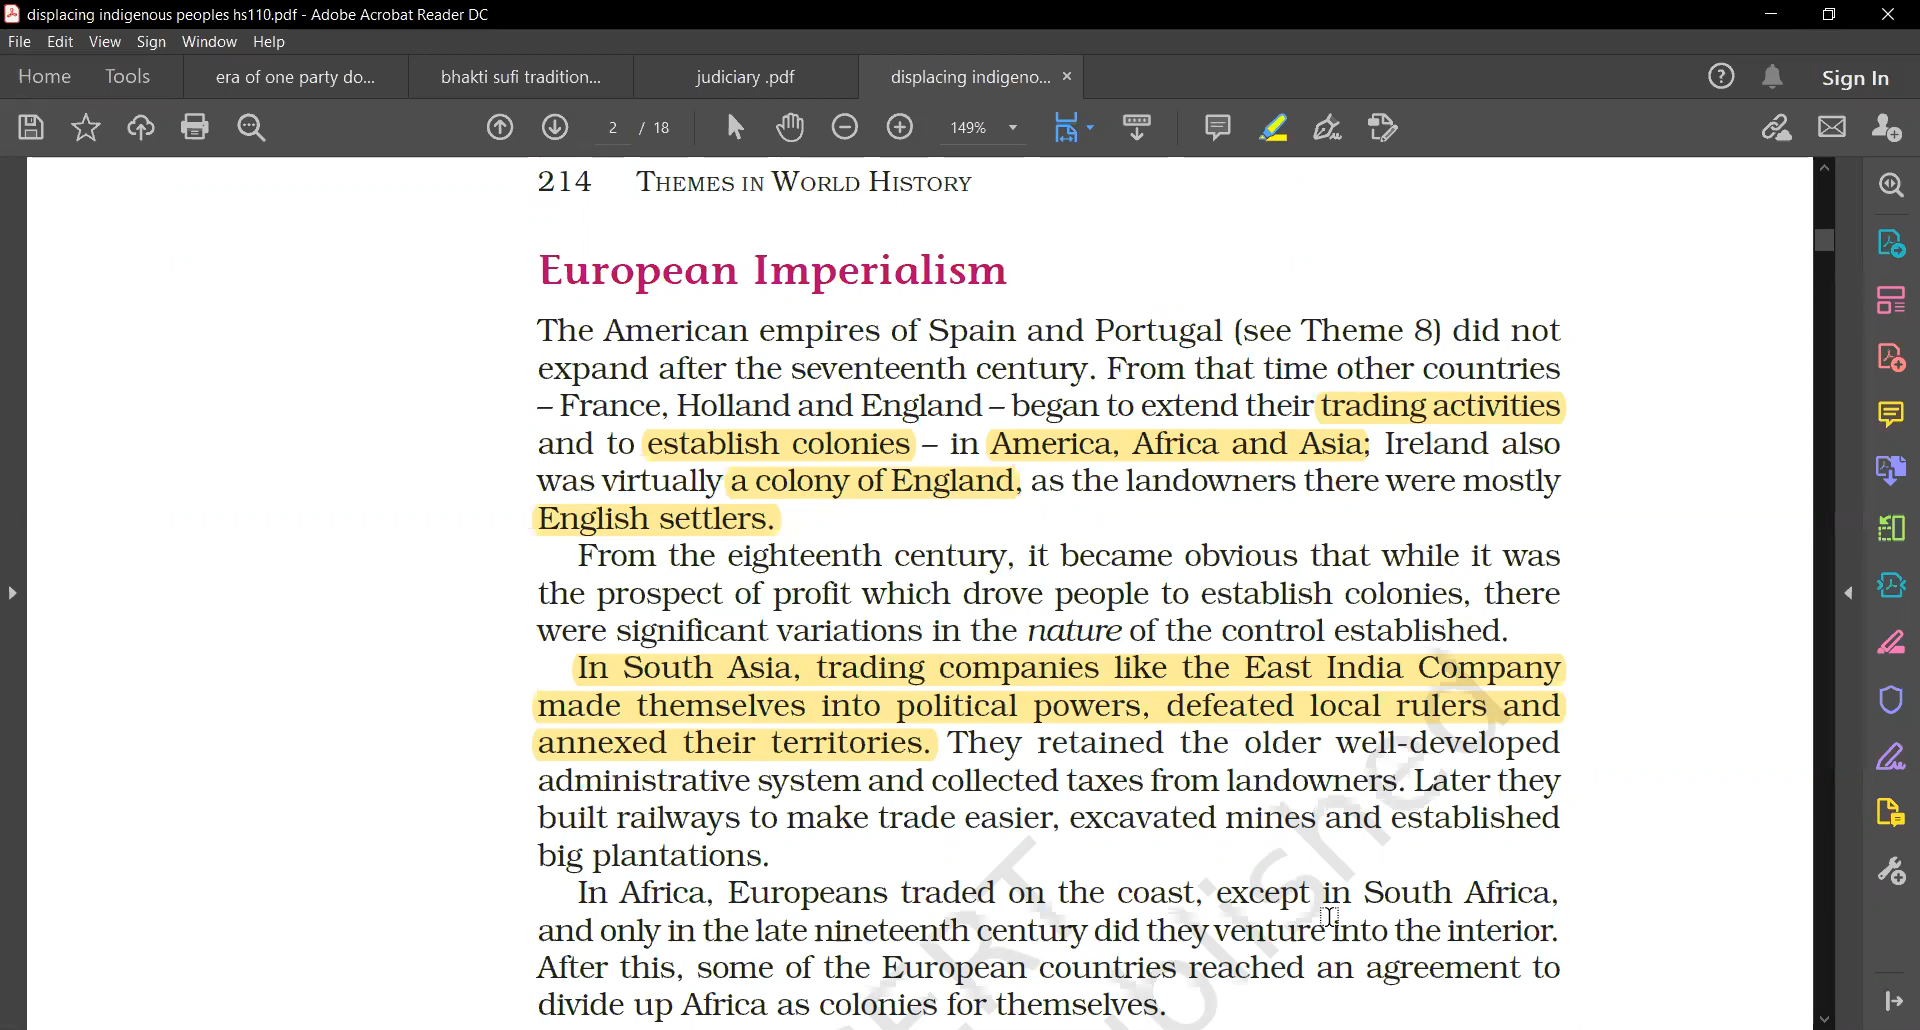 displacing indigenous peoples hs110.pdf - Adobe Acrobat Reader DC
File Edit View Sign Window Help
Home Tools era of one party do... bhakti sufi tradition... judiciary .pdf displacing indigeno... × Sign In
2 / 18 149%
214 THEMES IN WORLD HISTORY
European Imperialism
The American empires of Spain and Portugal (see Theme 8) did not
expand after the seventeenth century. From that time other countries
– France, Holland and England – began to extend their trading activities
and to establish colonies – in America, Africa and Asia; Ireland also
was virtually a colony of England, as the landowners there were mostly
English settlers.
From the eighteenth century, it became obvious that while it was
the prospect of profit which drove people to establish colonies, there
were significant variations in the nature of the control established.
In South Asia, trading companies like the East India Company
made themselves into political powers, defeated local rulers and
annexed their territories. They retained the older well-developed
administrative system and collected taxes from landowners. Later they
built railways to make trade easier, excavated mines and established
big plantations.
In Africa, Europeans traded on the coast, except in South Africa,
and only in the late nineteenth century did they venture into the interior.
After this, some of the European countries reached an agreement to
divide up Africa as colonies for themselves.